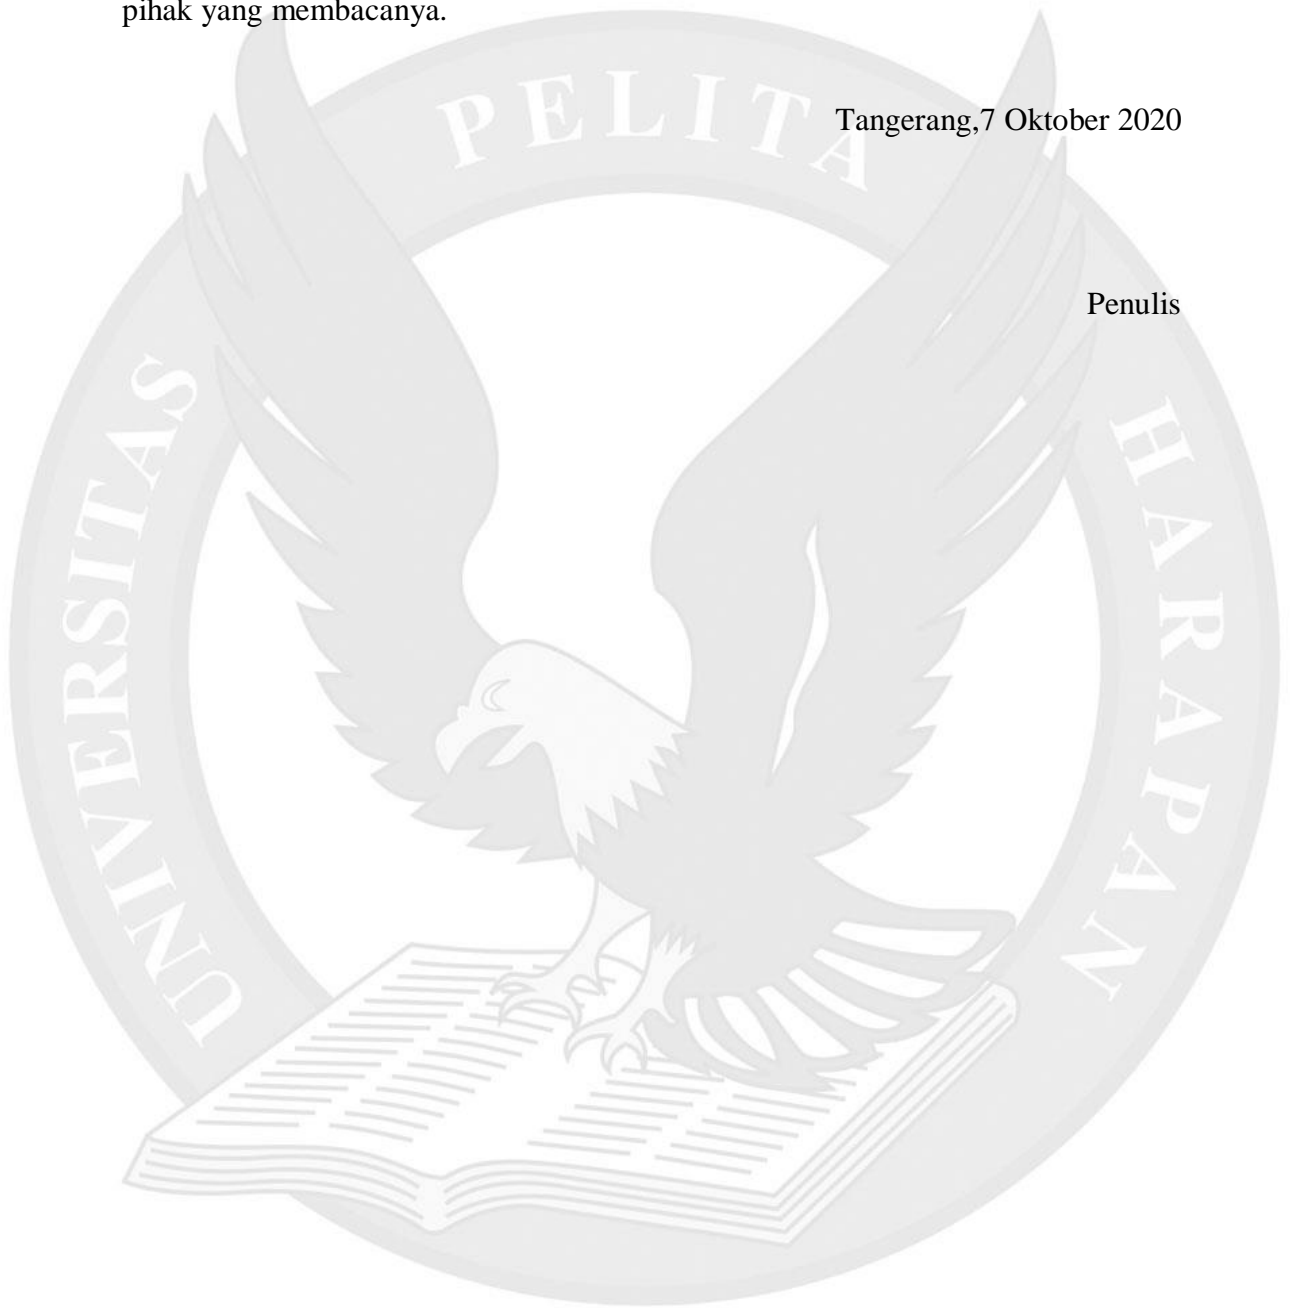 pihak yang membacanya.
PELITA
Tangerang,7 Oktober 2020
Penulis
UNIVERSITAS
HARAPAN